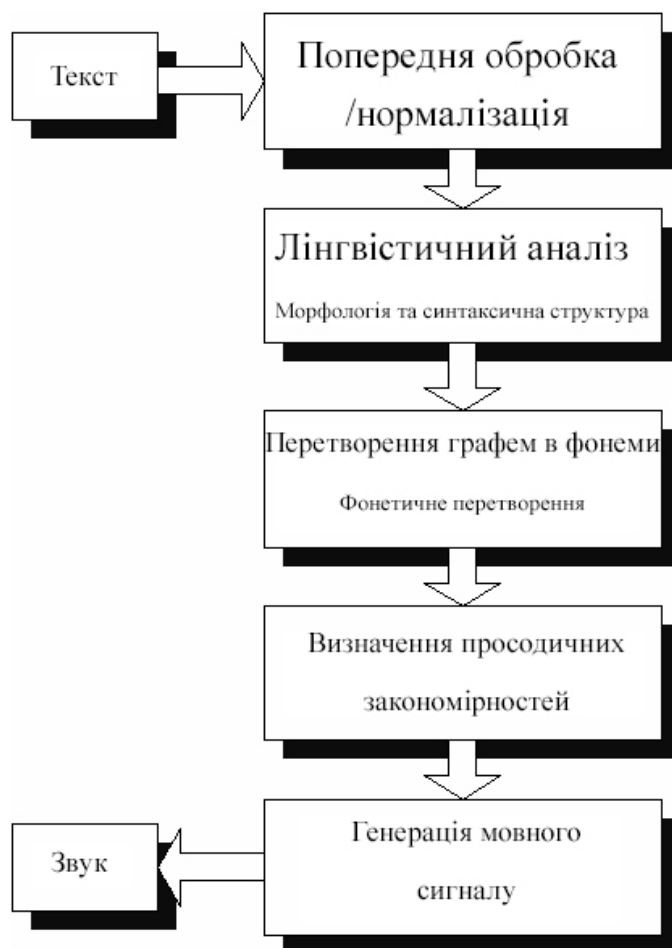 Текст
Попередня обробка
/нормалізація
Лінгвістичний аналіз
Морфологія та синтаксична структура
Перетворення графем в фонеми
Фонетичне перетворення
Визначення просодичних
закономірностей
Генерація мовного
сигналу
Звук